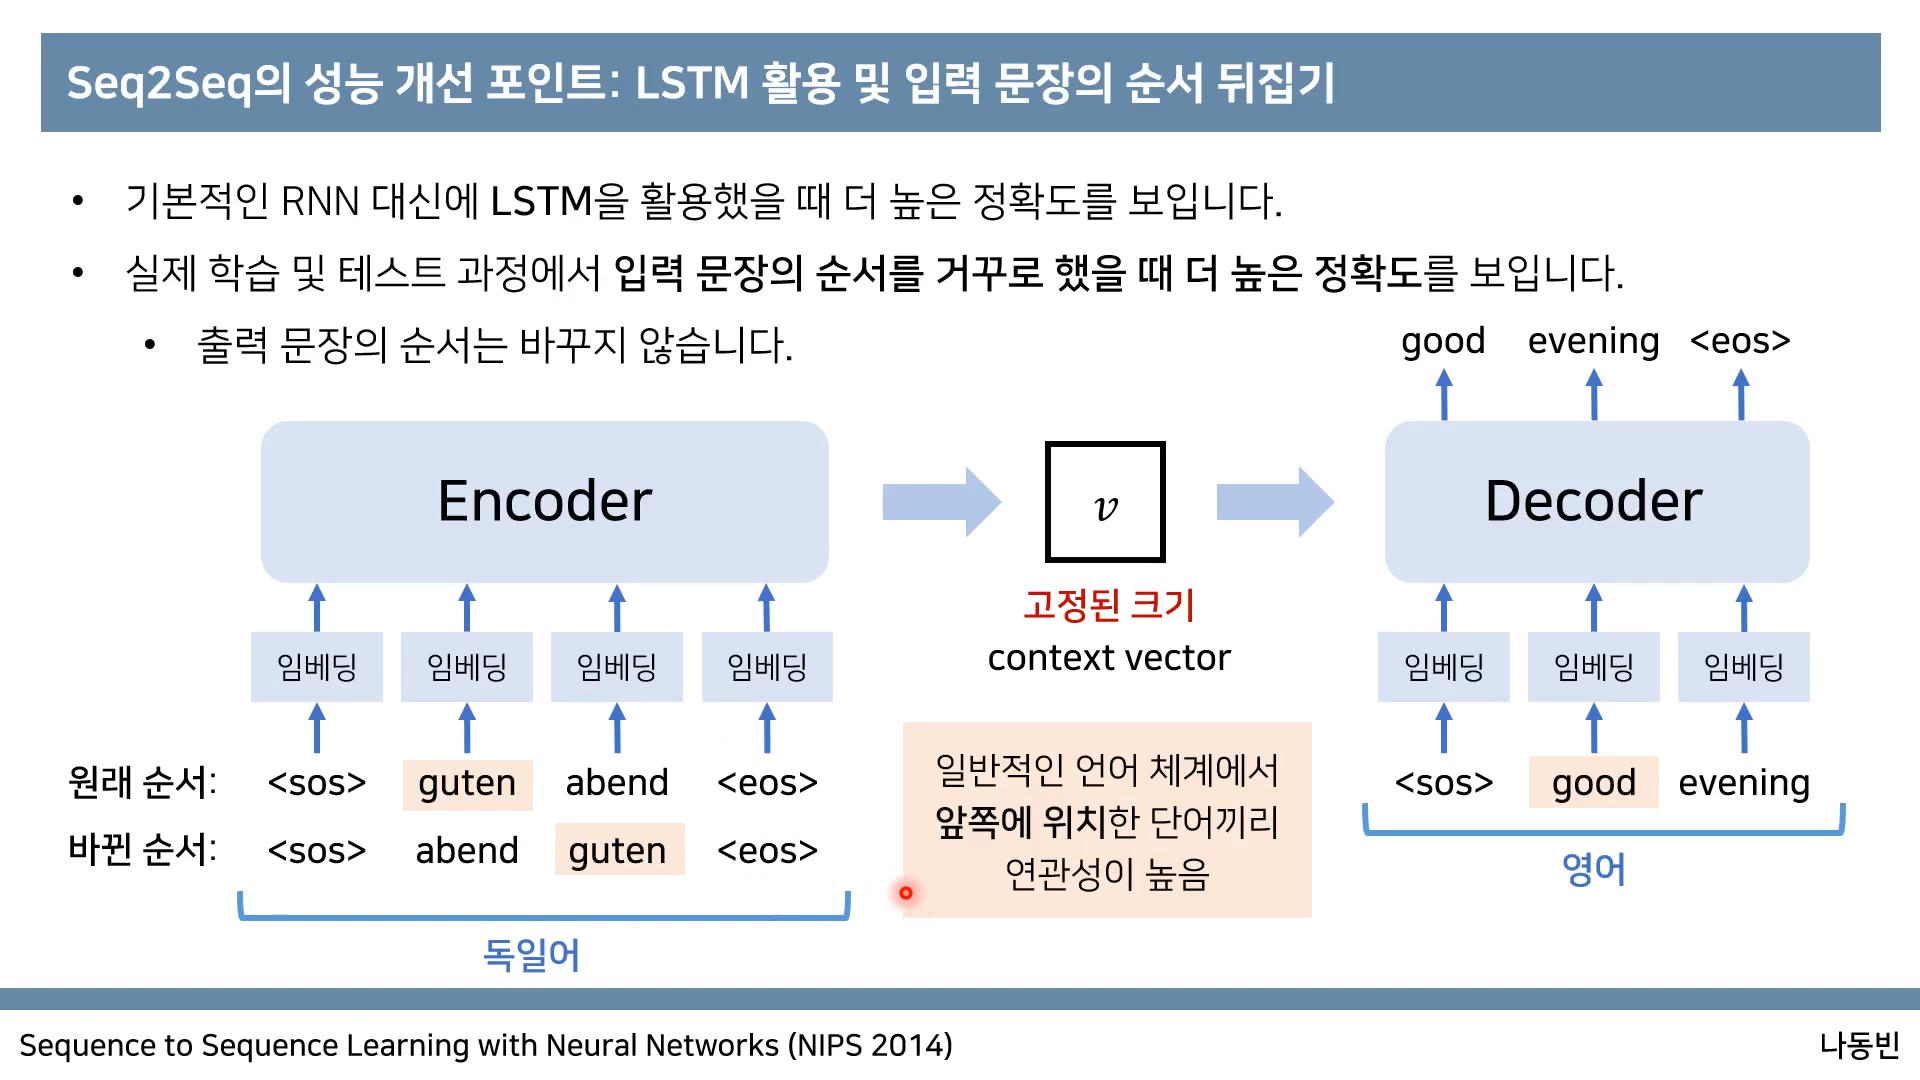 Seq2Seq의 성능 개선 포인트: LSTM 활용 및 입력 문장의 순서 뒤집기
• 기본적인 RNN 대신에 LSTM을 활용했을 때 더 높은 정확도를 보입니다.
• 실제 학습 및 테스트 과정에서 입력 문장의 순서를 거꾸로 했을 때 더 높은 정확도를 보입니다.
• 출력 문장의 순서는 바꾸지 않습니다.
good evening <eos>
Encoder
v
Decoder
고정된 크기
context vector
임베딩 임베딩 임베딩 임베딩
임베딩 임베딩 임베딩
원래 순서: <sos> guten abend <eos>
바뀐 순서: <sos> abend guten <eos>
독일어
일반적인 언어 체계에서
앞쪽에 위치한 단어끼리
연관성이 높음
<sos> good evening
영어
Sequence to Sequence Learning with Neural Networks (NIPS 2014)
나동빈